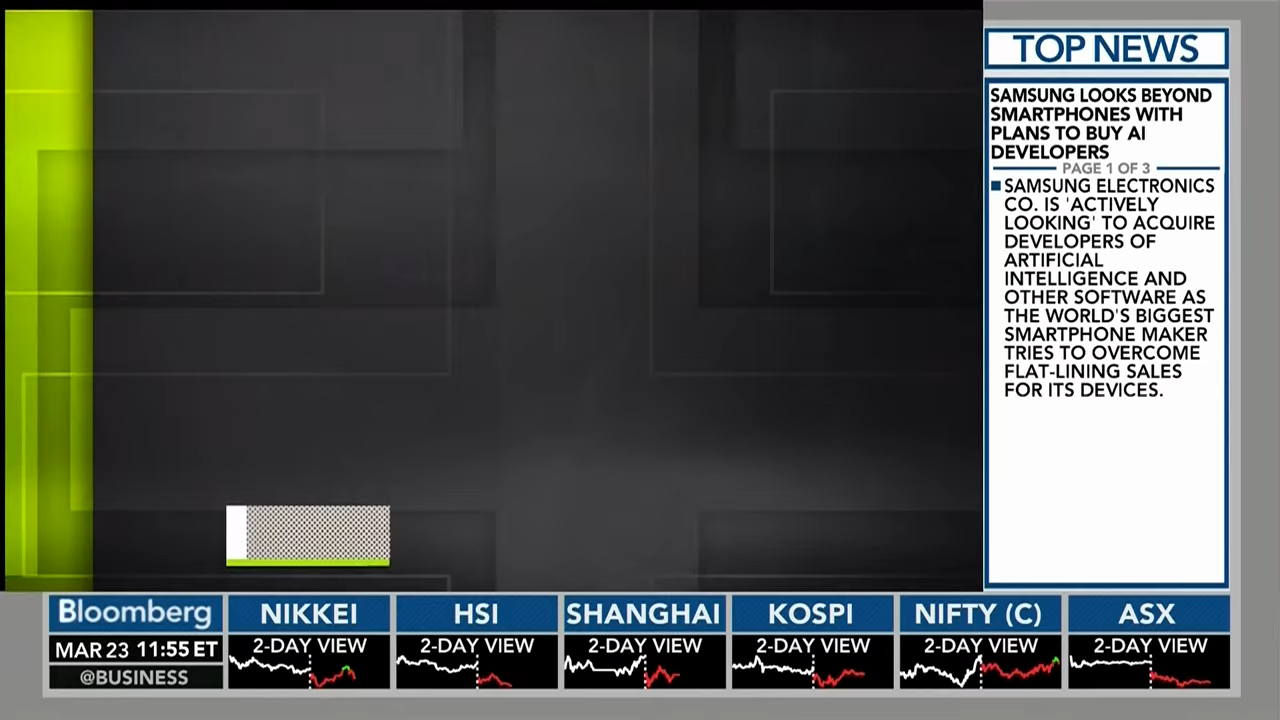 TOP NEWS
SAMSUNG LOOKS BEYOND
SMARTPHONES WITH
PLANS TO BUY AI
DEVELOPERS
PAGE 1 OF 3
SAMSUNG ELECTRONICS
CO. IS 'ACTIVELY
LOOKING' TO ACQUIRE
DEVELOPERS OF
ARTIFICIAL
INTELLIGENCE AND
OTHER SOFTWARE AS
THE WORLD'S BIGGEST
SMARTPHONE MAKER
TRIES TO OVERCOME
FLAT-LINING SALES
FOR ITS DEVICES.
Bloomberg NIKKEI HSI SHANGHAI KOSPI NIFTY (C) ASX
MAR 23 11:55 ET 2-DAY VIEW 2-DAY VIEW 2-DAY VIEW 2-DAY VIEW 2-DAY VIEW 2-DAY VIEW
@BUSINESS